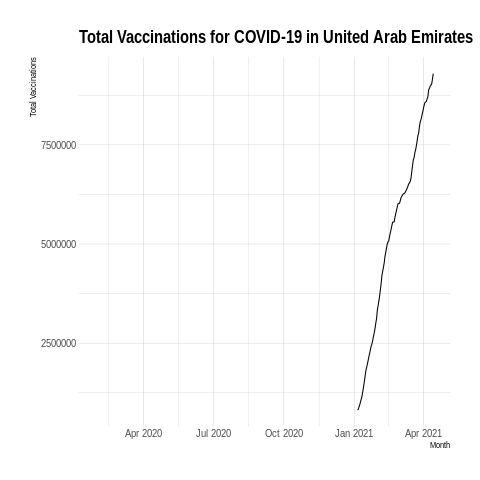 Total Vaccinations for COVID-19 in United Arab Emirates
Total Vaccinations
7500000
5000000
2500000
Apr 2020 Jul 2020 Oct 2020 Jan 2021 Apr 2021
Month